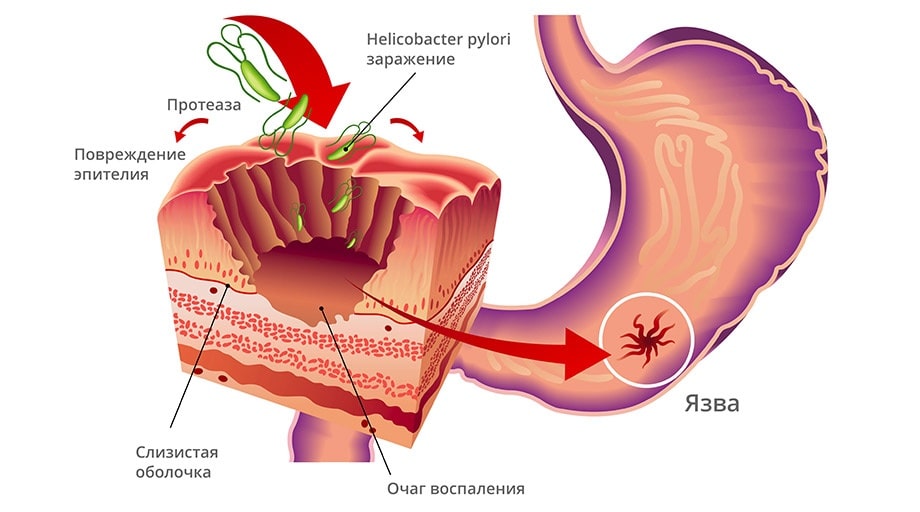 Helicobacter pylori
заражение
Протеаза
Повреждение
эпителия
Язва
Слизистая
оболочка
Очаг воспаления